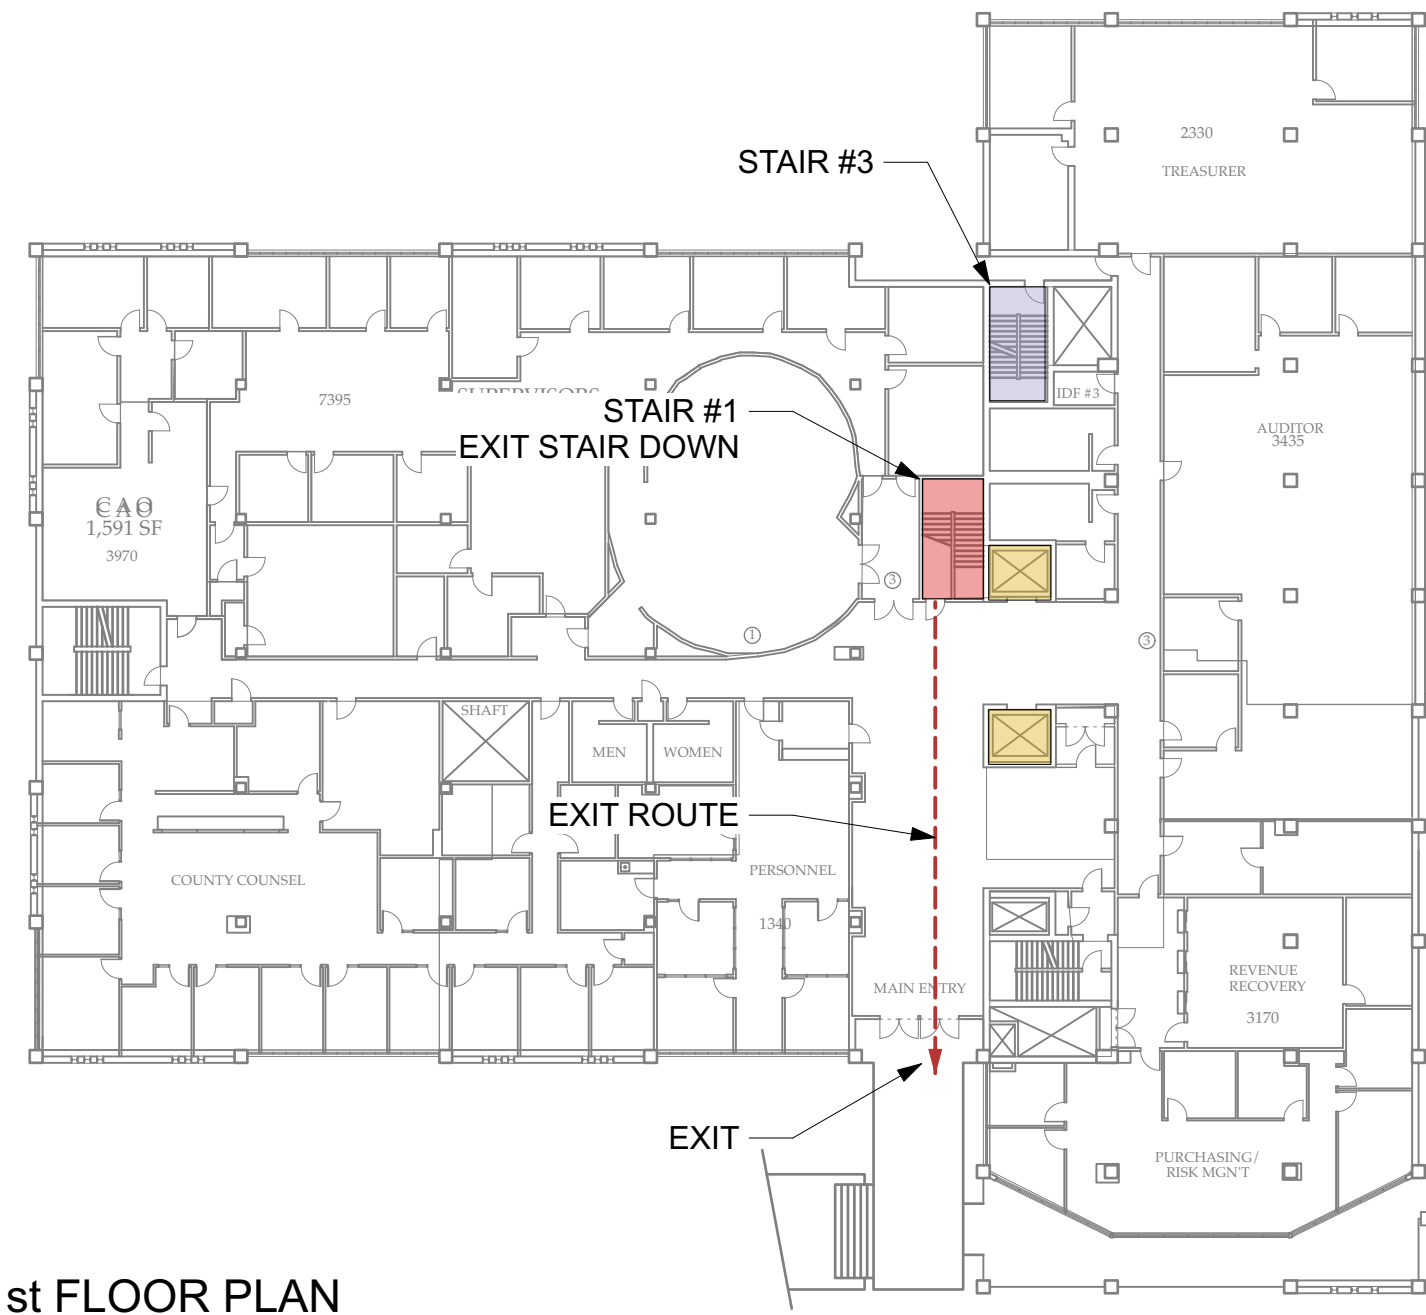 2330
TREASURER
STAIR #3
7395
SUPERVISORS
IDF #3
STAIR #1
EXIT STAIR DOWN
AUDITOR
3435
CAO
1,591 SF
3970
3
1
3
SHAFT
MEN
WOMEN
EXIT ROUTE
COUNTY COUNSEL
PERSONNEL
1340
MAIN ENTRY
REVENUE
RECOVERY
3170
EXIT
PURCHASING/
RISK MGN'T
st FLOOR PLAN